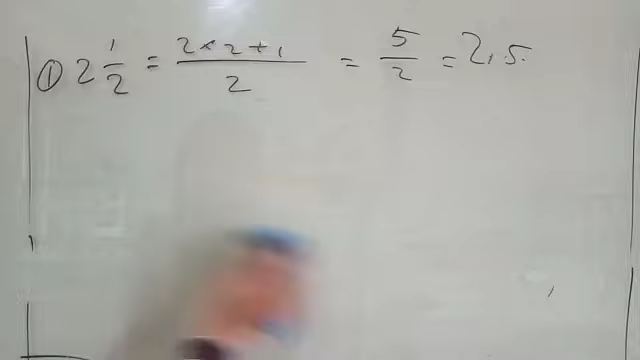 ① 2 1/2 = (2 × 2 + 1)/2 = 5/2 = 2,5.